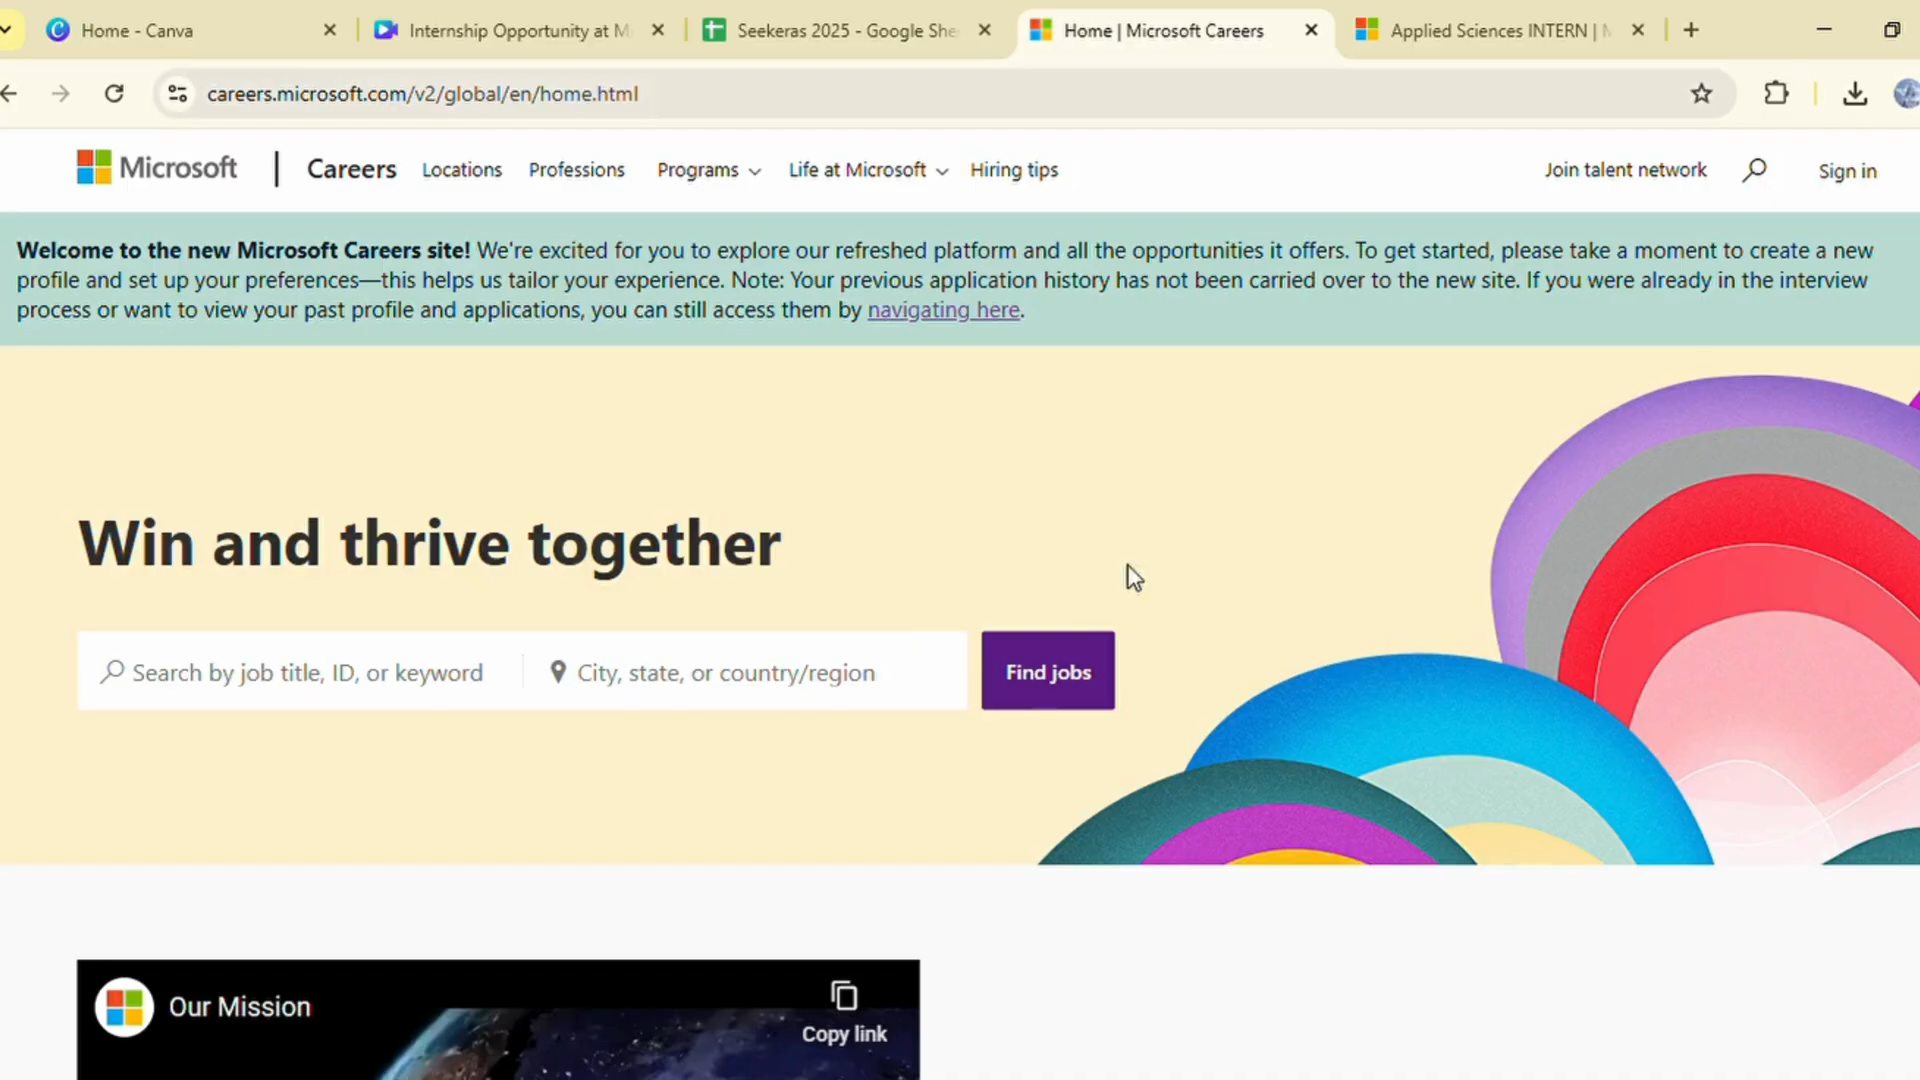 Home - Canva
Internship Opportunity at M
Seekeras 2025 - Google She
Home | Microsoft Careers
Applied Sciences INTERN | M
careers.microsoft.com/v2/global/en/home.html
Microsoft | Careers Locations Professions Programs Life at Microsoft Hiring tips Join talent network Sign in
Welcome to the new Microsoft Careers site! We're excited for you to explore our refreshed platform and all the opportunities it offers. To get started, please take a moment to create a new
profile and set up your preferences—this helps us tailor your experience. Note: Your previous application history has not been carried over to the new site. If you were already in the interview
process or want to view your past profile and applications, you can still access them by navigating here.
Win and thrive together
Search by job title, ID, or keyword
City, state, or country/region
Find jobs
Our Mission
Copy link